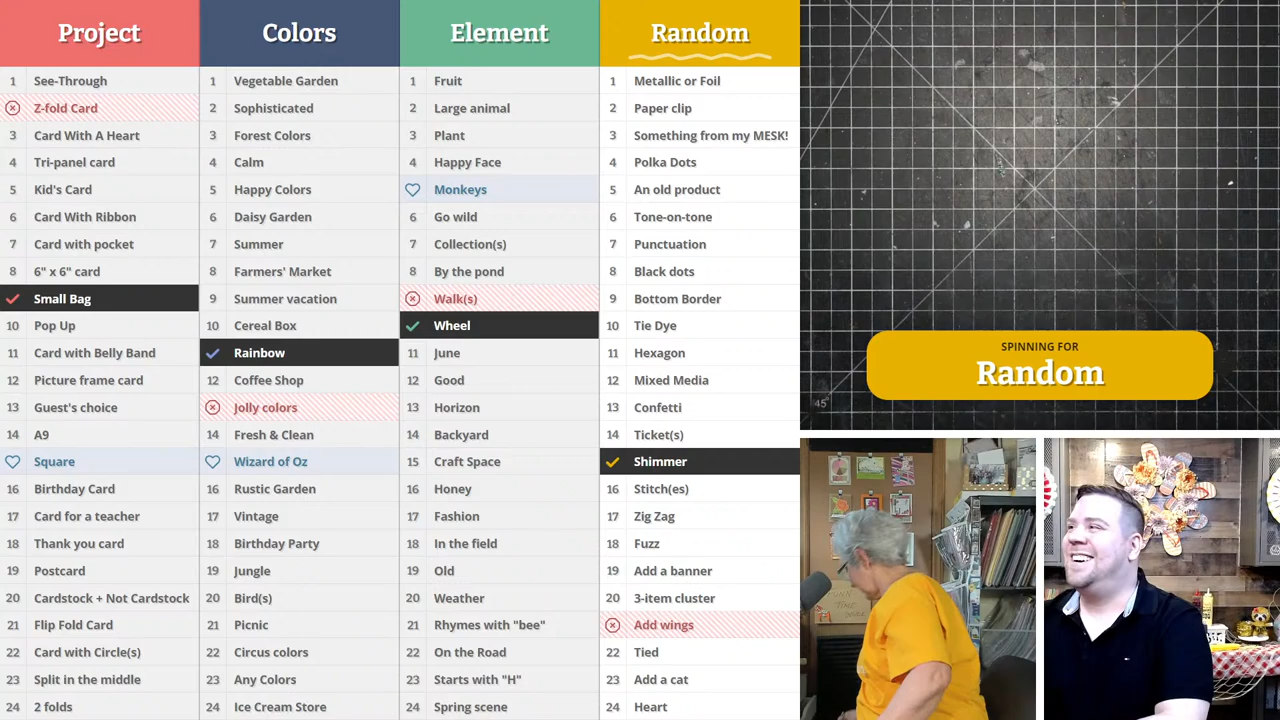 Project
1 See-Through
Z-fold Card
3 Card With A Heart
4 Tri-panel card
5 Kid's Card
6 Card With Ribbon
7 Card with pocket
8 6" x 6" card
Small Bag
10 Pop Up
11 Card with Belly Band
12 Picture frame card
13 Guest's choice
14 A9
Square
16 Birthday Card
17 Card for a teacher
18 Thank you card
19 Postcard
20 Cardstock + Not Cardstock
21 Flip Fold Card
22 Card with Circle(s)
23 Split in the middle
24 2 folds
Colors
1 Vegetable Garden
2 Sophisticated
3 Forest Colors
4 Calm
5 Happy Colors
6 Daisy Garden
7 Summer
8 Farmers' Market
9 Summer vacation
10 Cereal Box
Rainbow
12 Coffee Shop
Jolly colors
14 Fresh & Clean
Wizard of Oz
16 Rustic Garden
17 Vintage
18 Birthday Party
19 Jungle
20 Bird(s)
21 Picnic
22 Circus colors
23 Any Colors
24 Ice Cream Store
Element
1 Fruit
2 Large animal
3 Plant
4 Happy Face
Monkeys
6 Go wild
7 Collection(s)
8 By the pond
Walk(s)
Wheel
11 June
12 Good
13 Horizon
14 Backyard
15 Craft Space
16 Honey
17 Fashion
18 In the field
19 Old
20 Weather
21 Rhymes with "bee"
22 On the Road
23 Starts with "H"
24 Spring scene
Random
1 Metallic or Foil
2 Paper clip
3 Something from my MESK!
4 Polka Dots
5 An old product
6 Tone-on-tone
7 Punctuation
8 Black dots
9 Bottom Border
10 Tie Dye
11 Hexagon
12 Mixed Media
13 Confetti
14 Ticket(s)
Shimmer
16 Stitch(es)
17 Zig Zag
18 Fuzz
19 Add a banner
20 3-item cluster
Add wings
22 Tied
23 Add a cat
24 Heart
SPINNING FOR
Random
45°